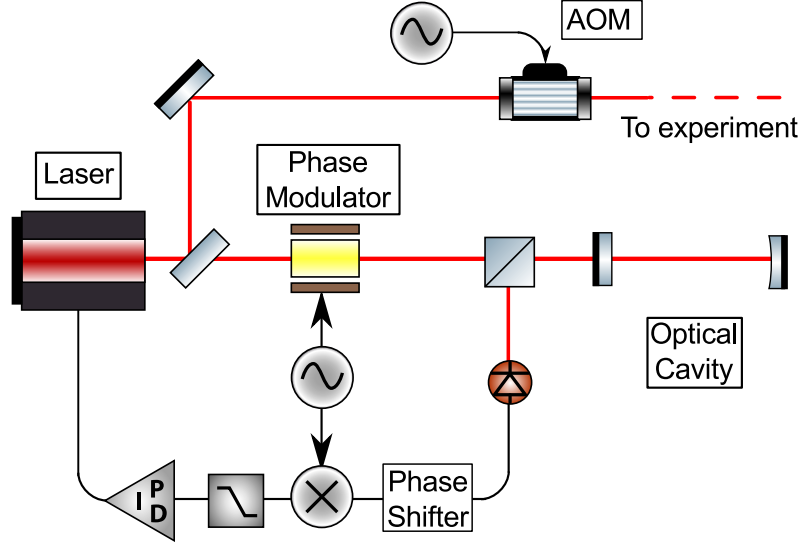 AOM
To experiment
Laser
Phase
Modulator
Optical
Cavity
P
I
D
Phase
Shifter